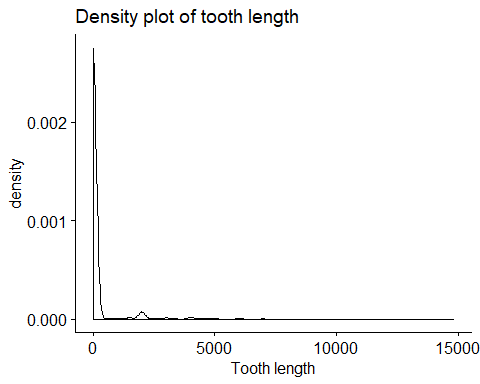 Density plot of tooth length
density
0.002
0.001
0.000
0 5000 10000 15000
Tooth length